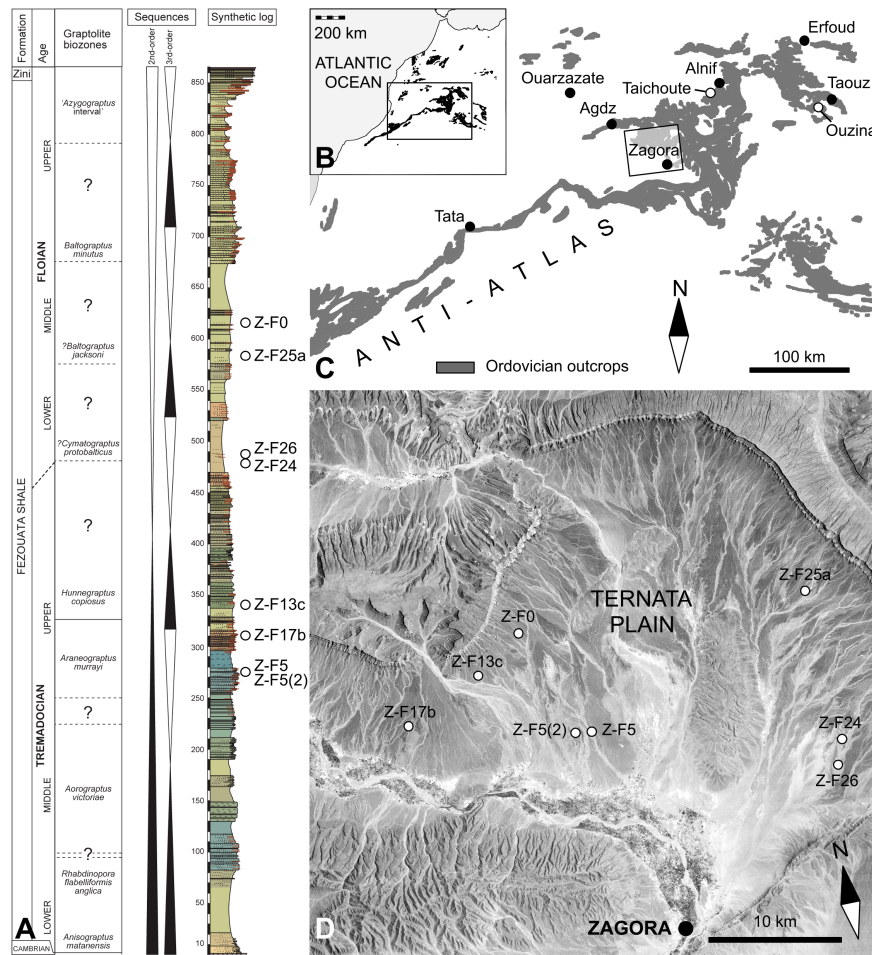 Formation
Age
Graptolite
biozones
Sequences
2nd-order
3rd-order
Synthetic log
Zini
FEZOUATA SHALE
CAMBRIAN
UPPER
FLOIAN
MIDDLE
LOWER
UPPER
TREMADOCIAN
MIDDLE
LOWER
'Azygograptus
interval'
?
Baltograptus
minutus
?
?Baltograptus
jacksoni
?
?Cymatograptus
protobalticus
?
Hunnegraptus
copiosus
Araneograptus
murrayi
?
Aorograptus
victoriae
?
Rhabdinopora
flabelliformis
anglica
Anisograptus
matanensis
850
800
750
700
650
600
550
500
450
400
350
300
250
200
150
100
50
10
Z-F0
Z-F25a
Z-F26
Z-F24
Z-F13c
Z-F17b
Z-F5
Z-F5(2)
A
200 km
ATLANTIC
OCEAN
B
Erfoud
Ouarzazate
Alnif
Taichoute
Taouz
Agdz
Ouzina
Zagora
Tata
ANTI-ATLAS
N
C
Ordovician outcrops
100 km
Z-F25a
TERNATA
PLAIN
Z-F0
Z-F13c
Z-F17b
Z-F5(2)
Z-F5
Z-F24
Z-F26
N
D
ZAGORA
10 km